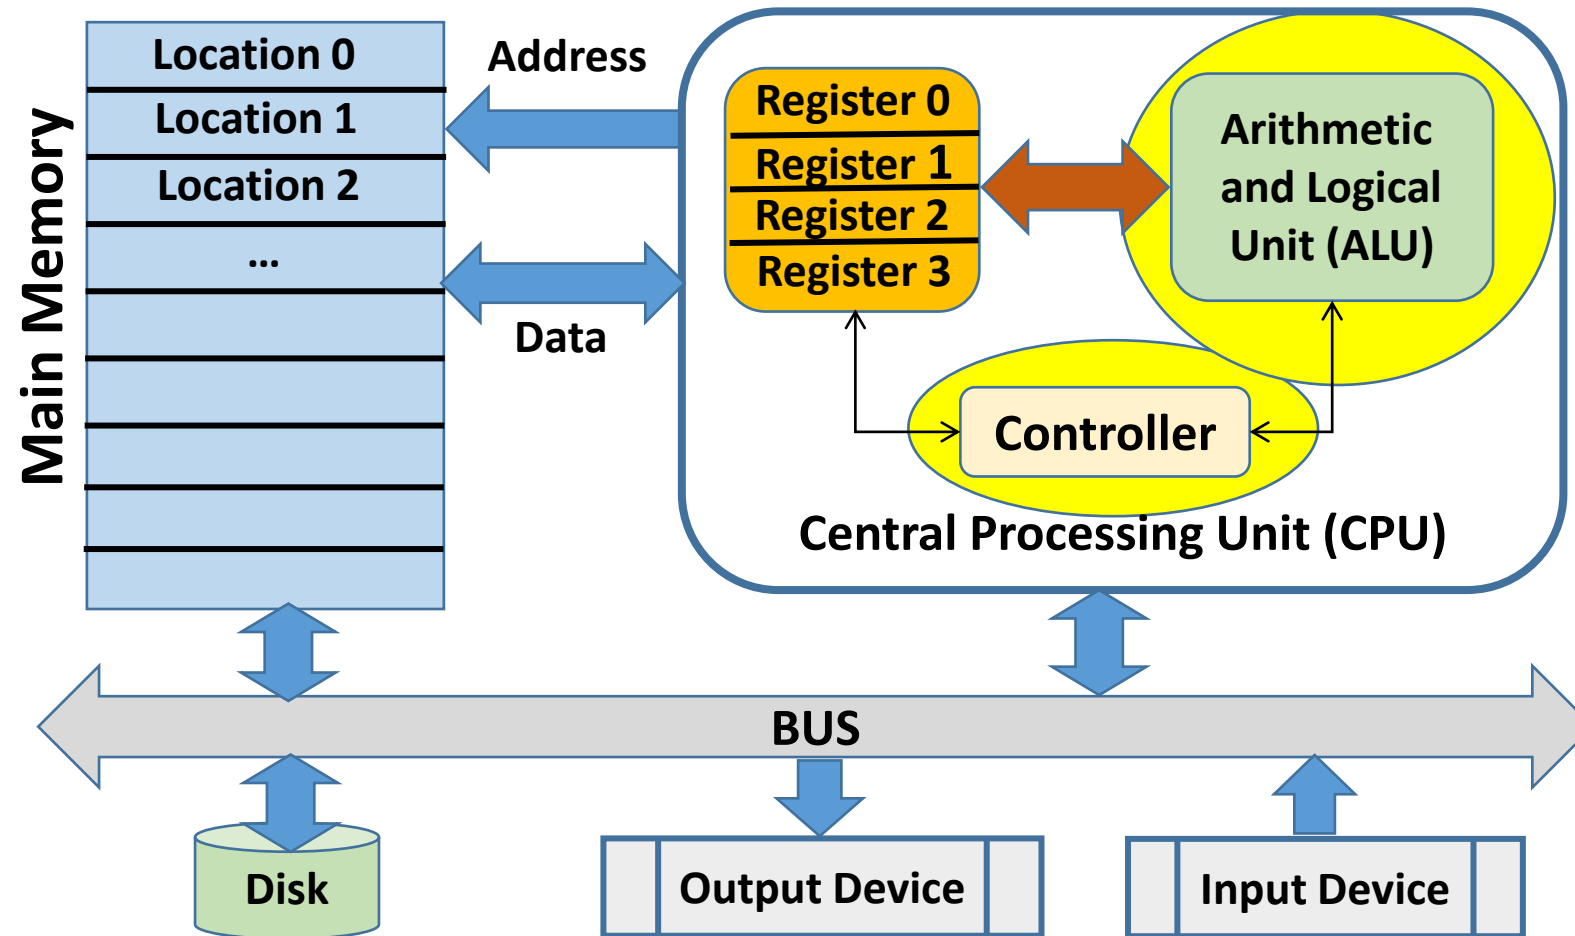 Main Memory
Location 0
Location 1
Location 2
...
Address
Data
Register 0
Register 1
Register 2
Register 3
Arithmetic
and Logical
Unit (ALU)
Controller
Central Processing Unit (CPU)
BUS
Disk
Output Device
Input Device